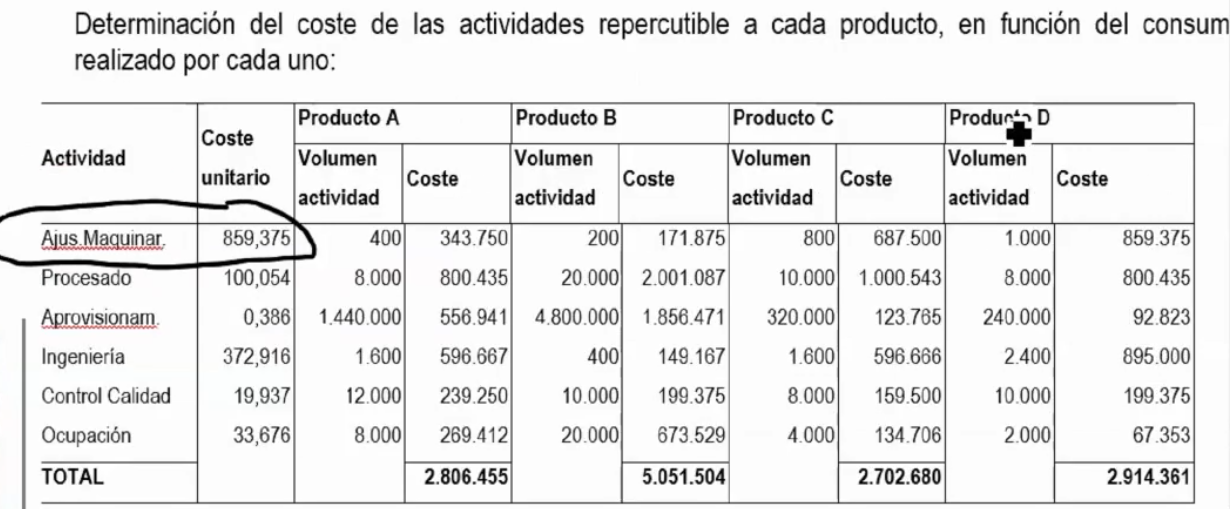 Determinación del coste de las actividades repercutible a cada producto, en función del consum
realizado por cada uno:
Actividad Coste unitario Producto A Producto B Producto C Producto D
Volumen actividad Coste Volumen actividad Coste Volumen actividad Coste Volumen actividad Coste
Ajus.Maquinar. 859,375 400 343.750 200 171.875 800 687.500 1.000 859.375
Procesado 100,054 8.000 800.435 20.000 2.001.087 10.000 1.000.543 8.000 800.435
Aprovisionam. 0,386 1.440.000 556.941 4.800.000 1.856.471 320.000 123.765 240.000 92.823
Ingeniería 372,916 1.600 596.667 400 149.167 1.600 596.666 2.400 895.000
Control Calidad 19,937 12.000 239.250 10.000 199.375 8.000 159.500 10.000 199.375
Ocupación 33,676 8.000 269.412 20.000 673.529 4.000 134.706 2.000 67.353
TOTAL 2.806.455 5.051.504 2.702.680 2.914.361